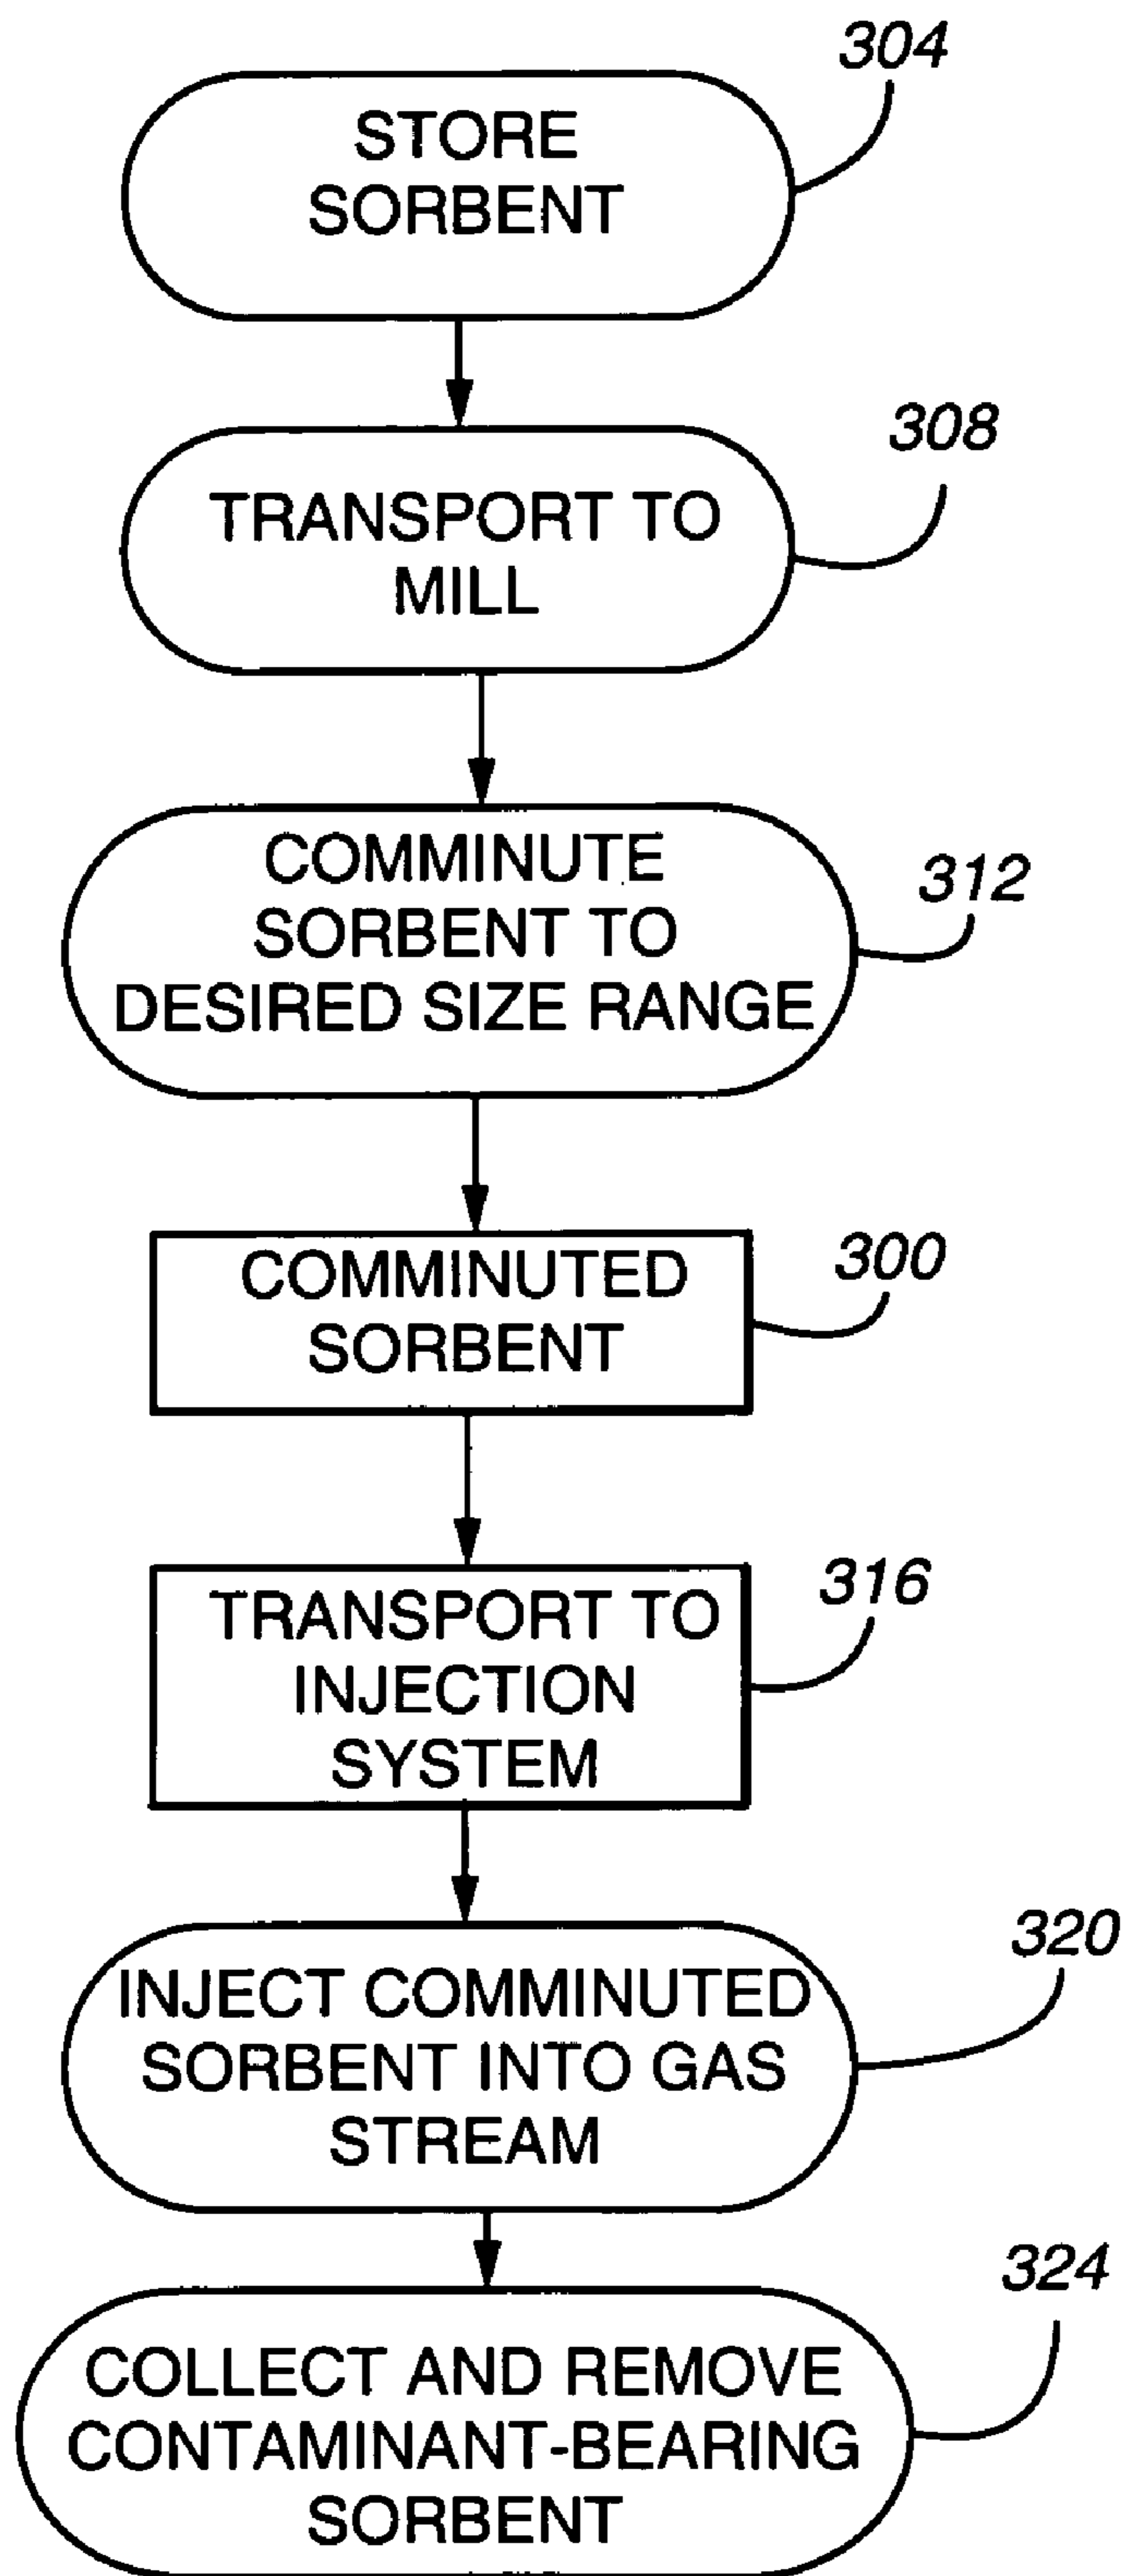 304
STORE
SORBENT
308
TRANSPORT TO
MILL
312
COMMINUTE
SORBENT TO
DESIRED SIZE RANGE
300
COMMINUTED
SORBENT
316
TRANSPORT TO
INJECTION
SYSTEM
320
INJECT COMMINUTED
SORBENT INTO GAS
STREAM
324
COLLECT AND REMOVE
CONTAMINANT-BEARING
SORBENT